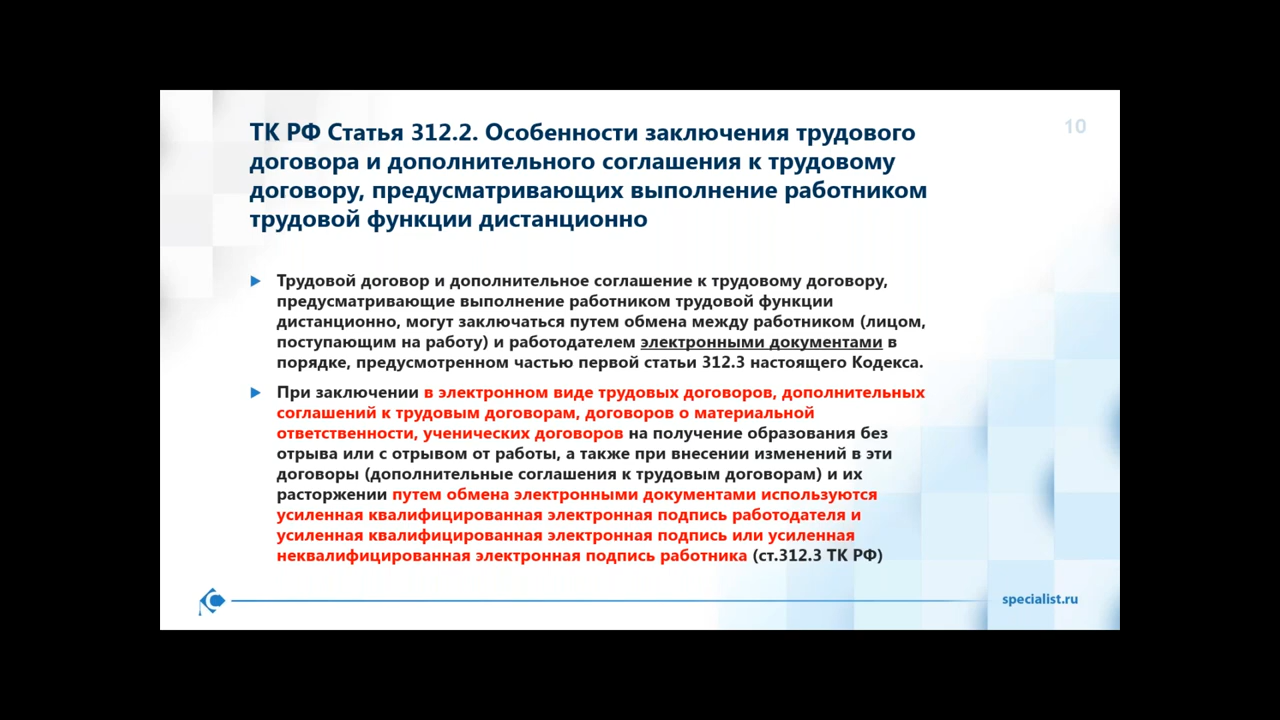 ТК РФ Статья 312.2. Особенности заключения трудового
договора и дополнительного соглашения к трудовому
договору, предусматривающих выполнение работником
трудовой функции дистанционно
10
Трудовой договор и дополнительное соглашение к трудовому договору,
предусматривающие выполнение работником трудовой функции
дистанционно, могут заключаться путем обмена между работником (лицом,
поступающим на работу) и работодателем электронными документами в
порядке, предусмотренном частью первой статьи 312.3 настоящего Кодекса.
При заключении в электронном виде трудовых договоров, дополнительных
соглашений к трудовым договорам, договоров о материальной
ответственности, ученических договоров на получение образования без
отрыва или с отрывом от работы, а также при внесении изменений в эти
договоры (дополнительные соглашения к трудовым договорам) и их
расторжении путем обмена электронными документами используются
усиленная квалифицированная электронная подпись работодателя и
усиленная квалифицированная электронная подпись или усиленная
неквалифицированная электронная подпись работника (ст.312.3 ТК РФ)
specialist.ru